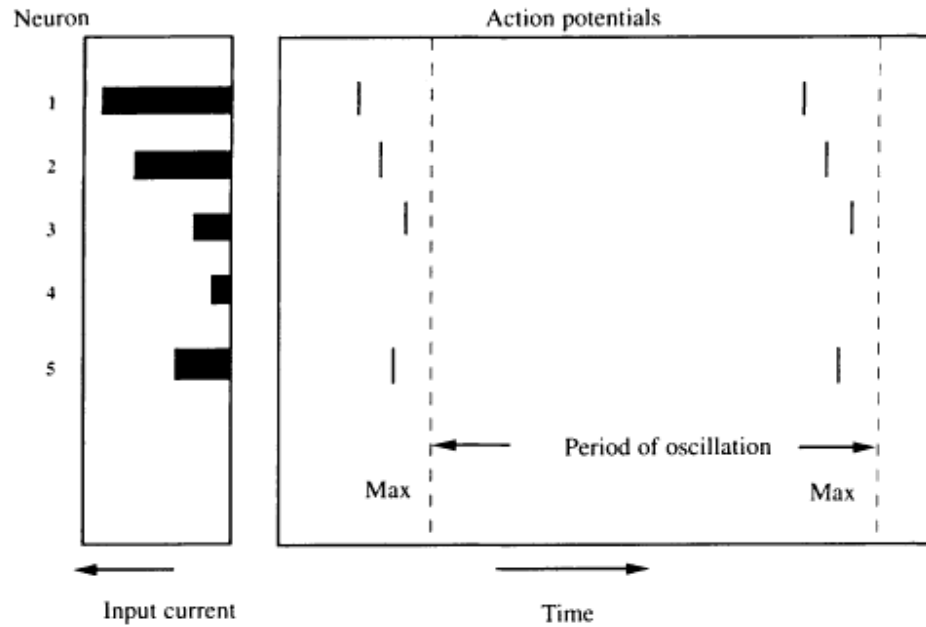 Neuron
Action potentials
1
2
3
4
5
Period of oscillation
Max
Max
Input current
Time